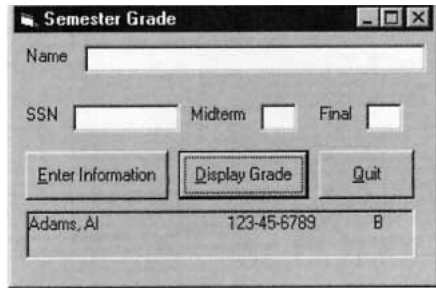 Semester Grade
Name
SSN Midterm Final
Enter Information Display Grade Quit
Adams, Al 123-45-6789 B